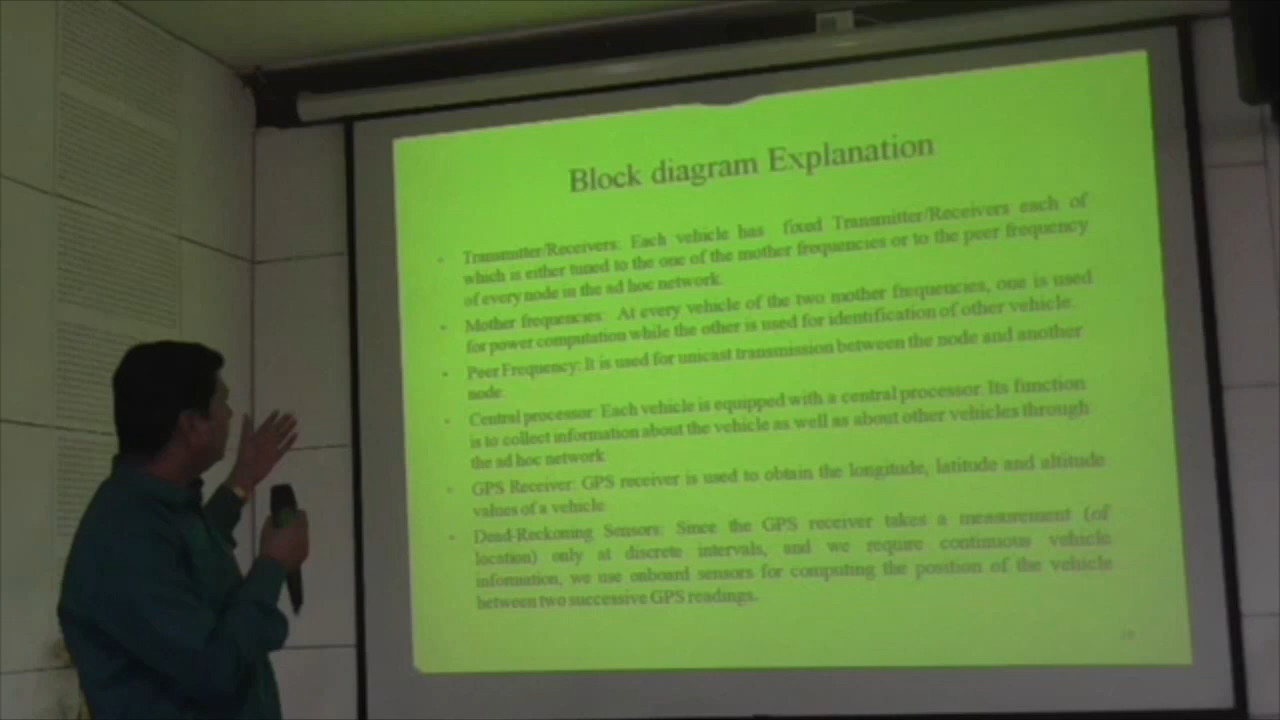 Block diagram Explanation
• Transmitter/Receivers: Each vehicle has fixed Transmitter/Receivers each of
which is either tuned to the one of the mother frequencies or to the peer frequency
of every node in the ad hoc network.
• Mother frequencies: At every vehicle of the two mother frequencies, one is used
for power computation while the other is used for identification of other vehicle.
• Peer Frequency: It is used for unicast transmission between the node and another
node.
• Central processor: Each vehicle is equipped with a central processor. Its function
is to collect information about the vehicle as well as about other vehicles through
the ad hoc network
• GPS Receiver: GPS receiver is used to obtain the longitude, latitude and altitude
values of a vehicle
• Dead-Reckoning Sensors: Since the GPS receiver takes a measurement (of
location) only at discrete intervals, and we require continuous vehicle
information, we use onboard sensors for computing the position of the vehicle
between two successive GPS readings.